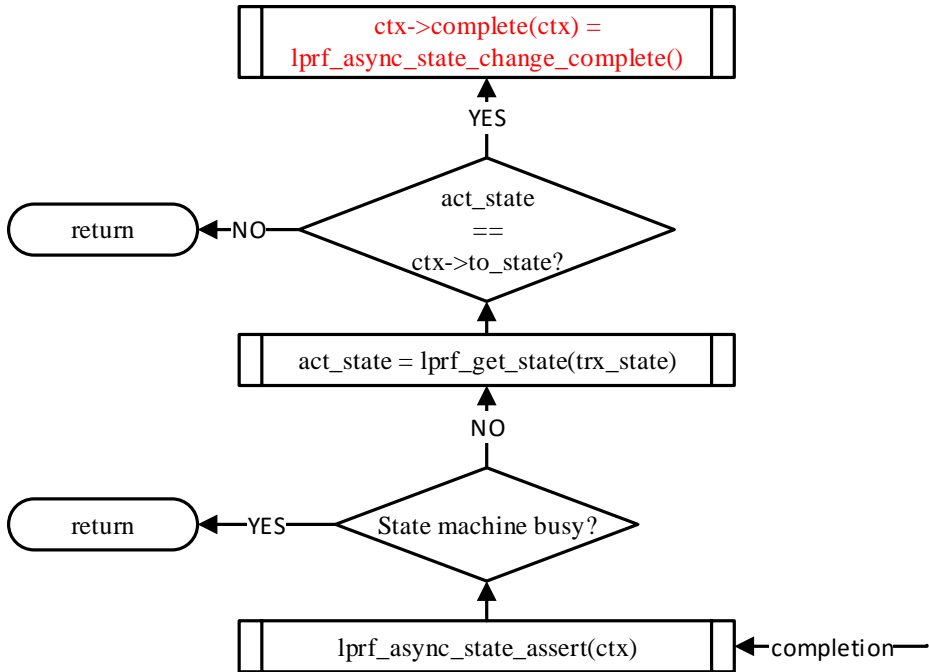 ctx->complete(ctx) =
lprf_async_state_change_complete()
YES
act_state
==
ctx->to_state?
return
NO
act_state = lprf_get_state(trx_state)
NO
State machine busy?
return
YES
lprf_async_state_assert(ctx)
completion